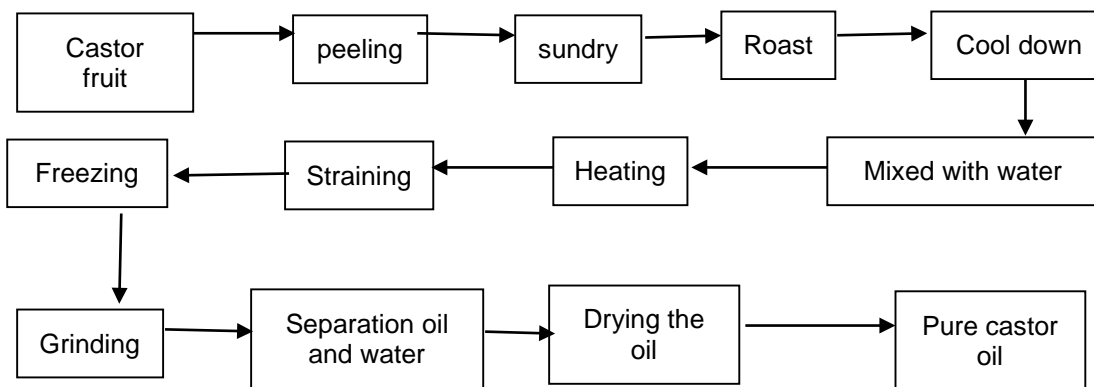 Castor
fruit
peeling
sundry
Roast
Cool down
Mixed with water
Heating
Straining
Freezing
Grinding
Separation oil
and water
Drying the
oil
Pure castor
oil